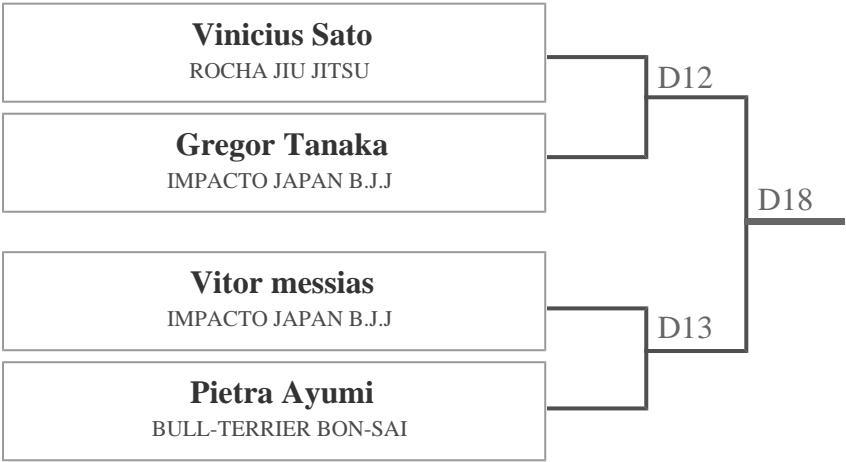 Vinicius Sato
ROCHA JIU JITSU
D12
Gregor Tanaka
IMPACTO JAPAN B.J.J
D18
Vitor messias
IMPACTO JAPAN B.J.J
D13
Pietra Ayumi
BULL-TERRIER BON-SAI